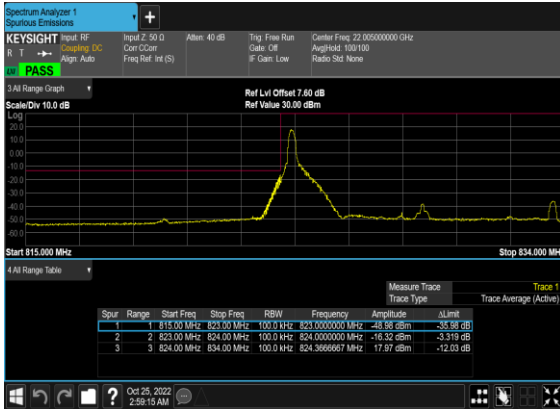 Spectrum Analyzer 1
Spurious Emissions
+
KEYSIGHT Input: RF Input Z: 50 Ω Atten: 40 dB Trig: Free Run Center Freq: 22.005000000 GHz
R T Coupling: DC Corr CCorr Gate: Off Avg|Hold: 100/100
Align: Auto Freq Ref: Int (S) IF Gain: Low Radio Std: None
PASS
3 All Range Graph
Ref Lvl Offset 7.60 dB
Scale/Div 10.0 dB Ref Value 30.00 dBm
Log
20.0
10.0
0.00
-10.0
-20.0
-30.0
-40.0
-50.0
-60.0
Start 815.000 MHz Stop 834.000 MH
4 All Range Table
Measure Trace Trace 1
Trace Type Trace Average (Active)
Spur Range Start Freq Stop Freq RBW Frequency Amplitude ΔLimit
1 1 815.00 MHz 823.00 MHz 100.0 kHz 823.0000000 MHz -48.98 dBm -35.98 dB
2 2 823.00 MHz 824.00 MHz 100.0 kHz 824.0000000 MHz -16.32 dBm -3.319 dB
3 3 824.00 MHz 834.00 MHz 100.0 kHz 824.3666667 MHz 17.97 dBm -12.03 dB
? Oct 25, 2022
2:59:15 AM